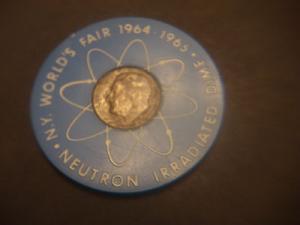 N.Y. WORLD'S FAIR 1964-1965
NEUTRON IRRADIATED DIME